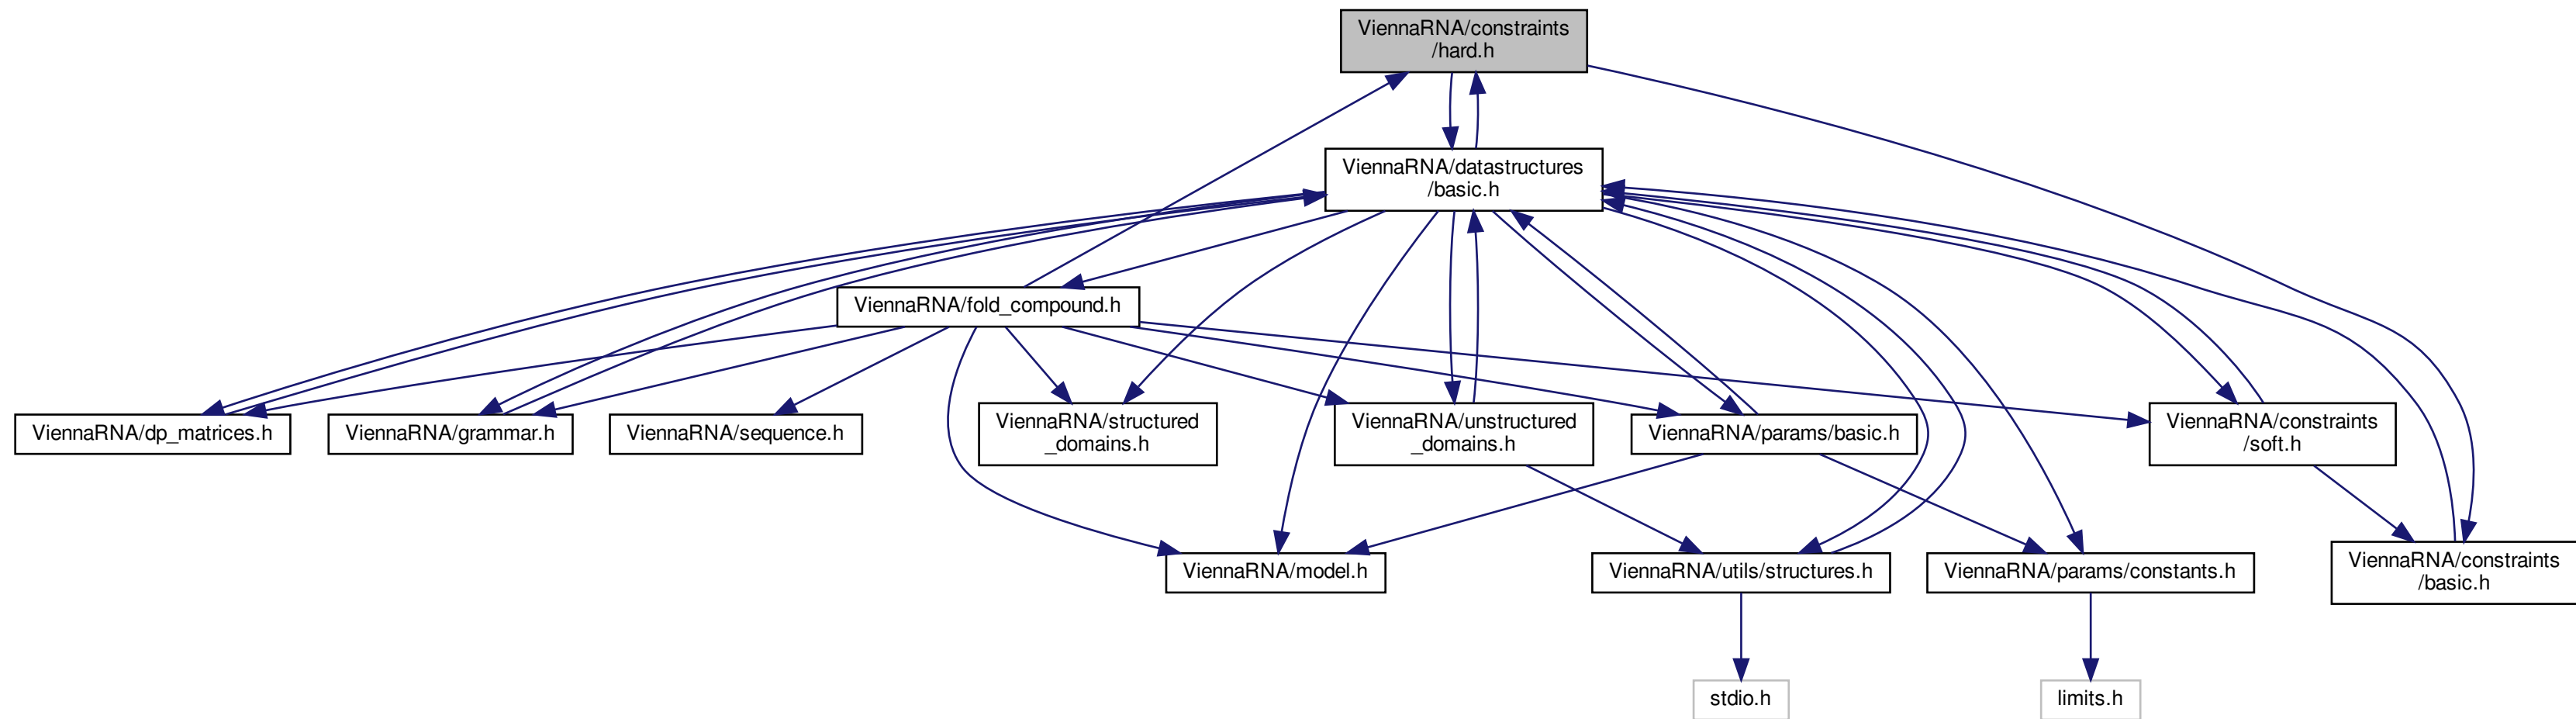 ViennaRNA/constraints
/hard.h
ViennaRNA/datastructures
/basic.h
ViennaRNA/fold_compound.h
ViennaRNA/dp_matrices.h
ViennaRNA/grammar.h
ViennaRNA/sequence.h
ViennaRNA/structured
_domains.h
ViennaRNA/unstructured
_domains.h
ViennaRNA/params/basic.h
ViennaRNA/constraints
/soft.h
ViennaRNA/model.h
ViennaRNA/utils/structures.h
ViennaRNA/params/constants.h
ViennaRNA/constraints
/basic.h
stdio.h
limits.h